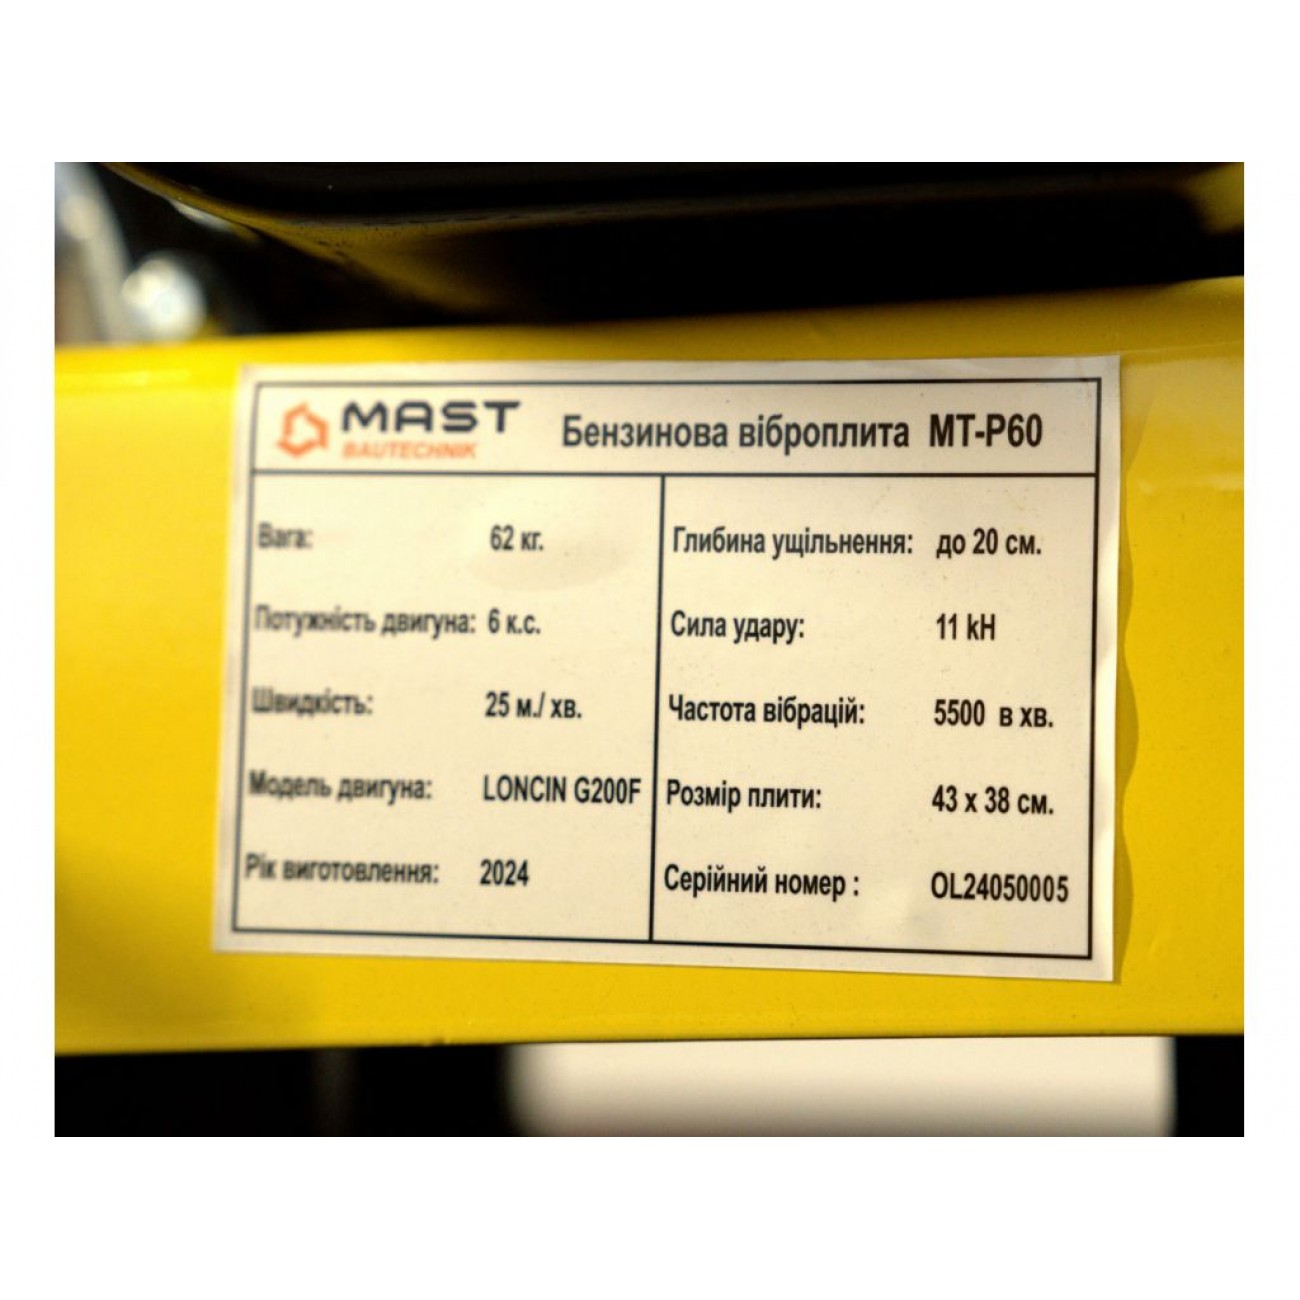 MAST
BAUTECHNIK
Бензинова віброплита MT-P60
Вага: 62 кг.
Потужність двигуна: 6 к.с.
Швидкість: 25 м./ хв.
Модель двигуна: LONCIN G200F
Рік виготовлення: 2024
Глибина ущільнення: до 20 см.
Сила удару: 11 kH
Частота вібрацій: 5500 в хв.
Розмір плити: 43 x 38 см.
Серійний номер : OL24050005